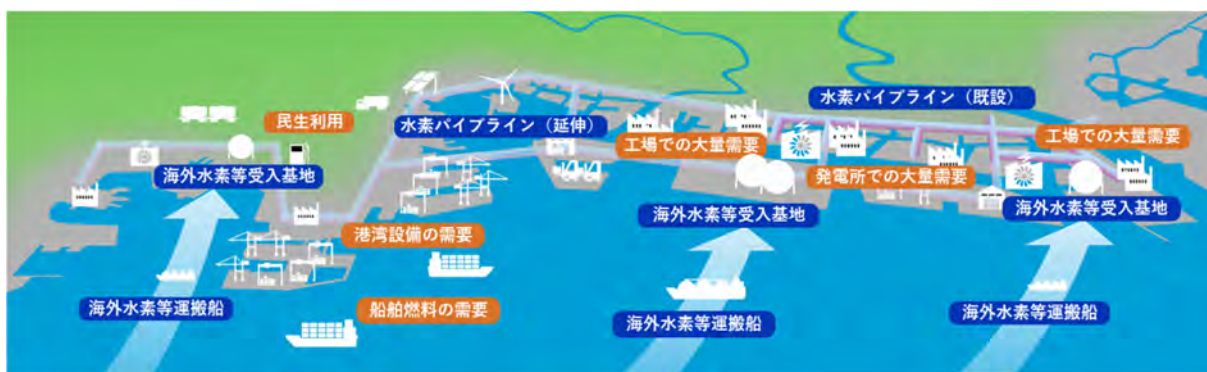 水素パイプライン（既設）
民生利用
水素パイプライン（延伸）
工場での大量需要
工場での大量需要
海外水素等受入基地
発電所での大量需要
海外水素等受入基地
海外水素等受入基地
港湾設備の需要
海外水素等運搬船
船舶燃料の需要
海外水素等運搬船
海外水素等運搬船